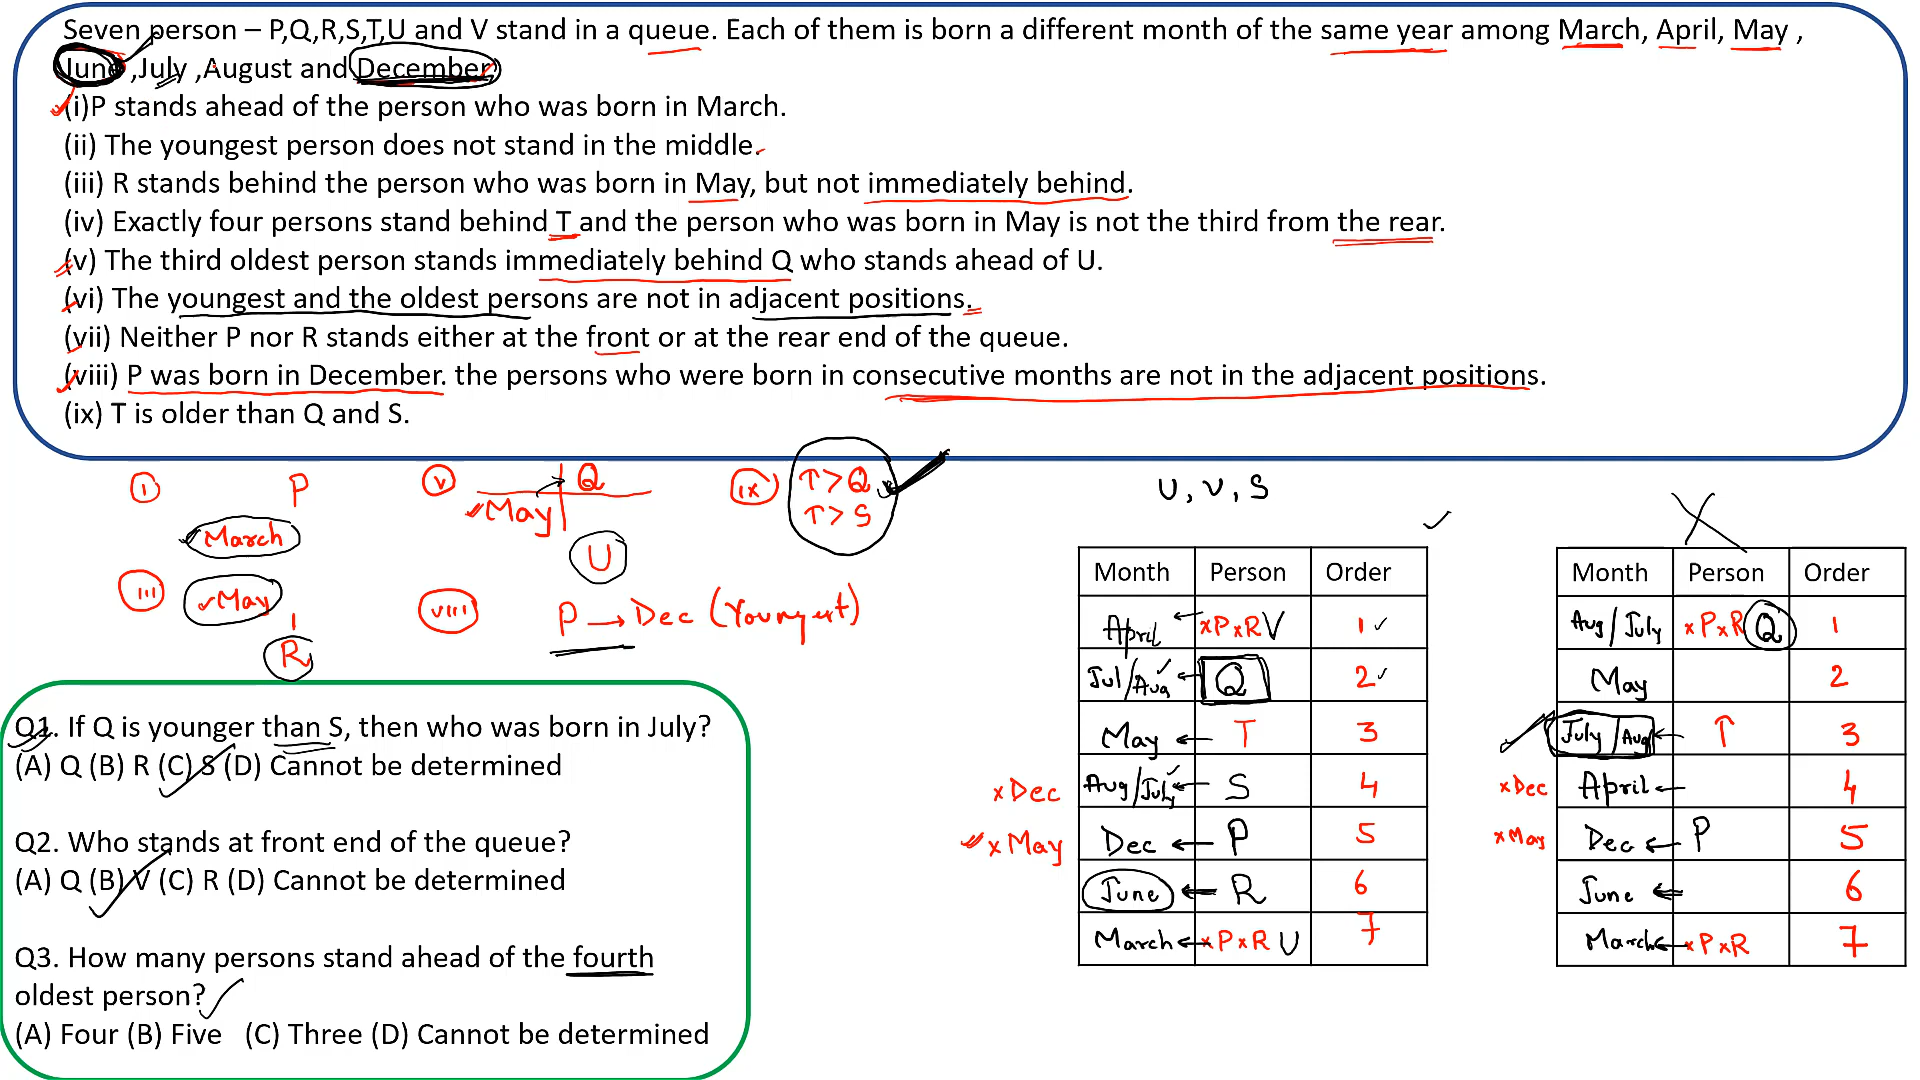 Seven person – P,Q,R,S,T,U and V stand in a queue. Each of them is born a different month of the same year among March, April, May ,
June ,July ,August and December,
(i)P stands ahead of the person who was born in March.
(ii) The youngest person does not stand in the middle.
(iii) R stands behind the person who was born in May, but not immediately behind.
(iv) Exactly four persons stand behind T and the person who was born in May is not the third from the rear.
(v) The third oldest person stands immediately behind Q who stands ahead of U.
(vi) The youngest and the oldest persons are not in adjacent positions.
(vii) Neither P nor R stands either at the front or at the rear end of the queue.
(viii) P was born in December. the persons who were born in consecutive months are not in the adjacent positions.
(ix) T is older than Q and S.
(i) P
March
(iii) May
R
(v) Q
May
U
(viii) P → Dec (Youngest)
(ix) T > Q
T > S
U, V, S
✓
Month Person Order
April ← xPxR V 1 ✓
Jul/Aug ✓ ← Q 2 ✓
May ← T 3
x Dec Aug/July ✓ ← S 4
x May Dec ← P 5
June ← R 6
March ← xPxR U 7
X
Month Person Order
Aug/July xPxR Q 1
May 2
July/Aug ← T 3
x Dec April ← 4
x May Dec ← P 5
June ← 6
March ← xPxR 7
Q1. If Q is younger than S, then who was born in July?
(A) Q (B) R (C) S (D) Cannot be determined
Q2. Who stands at front end of the queue?
(A) Q (B) V (C) R (D) Cannot be determined
Q3. How many persons stand ahead of the fourth
oldest person?
(A) Four (B) Five (C) Three (D) Cannot be determined